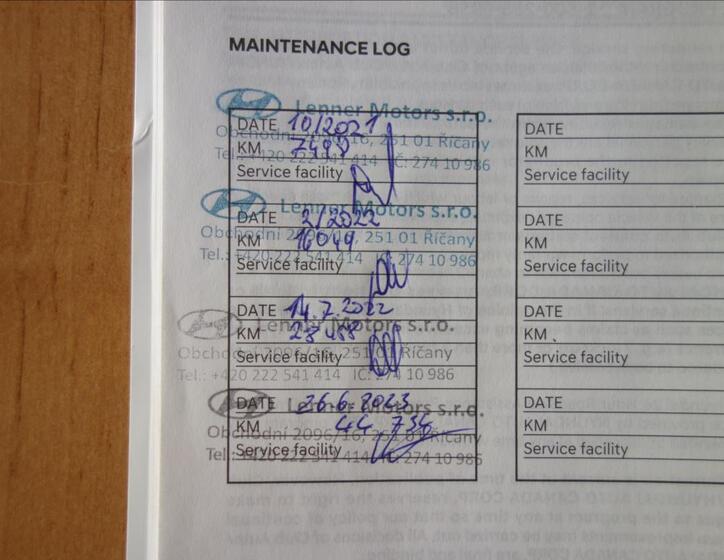 MAINTENANCE LOG
Lenner Motors s.r.o.
DATE 10/2021
Obchodní 2096/16, 251 01 Říčany
KM
Tel.: +420 222 541 414 IČ: 274 10 986
Service facility
Lenner Motors s.r.o.
DATE 2/2022
Obchodní 2096/16, 251 01 Říčany
KM 16049
Tel.: +420 222 541 414 IČ: 274 10 986
Service facility
DATE 14.7.2022
Lenner Motors s.r.o.
KM 23488
Obchodní 2096/16, 251 01 Říčany
Service facility
Tel.: +420 222 541 414 IČ: 274 10 986
DATE 26.6.2023
Lenner Motors s.r.o.
KM 44 734
Obchodní 2096/16, 251 01 Říčany
Service facility
Tel.: +420 222 541 414 IČ: 274 10 986
DATE
KM
Service facility
DATE
KM
Service facility
DATE
KM
Service facility
DATE
KM
Service facility